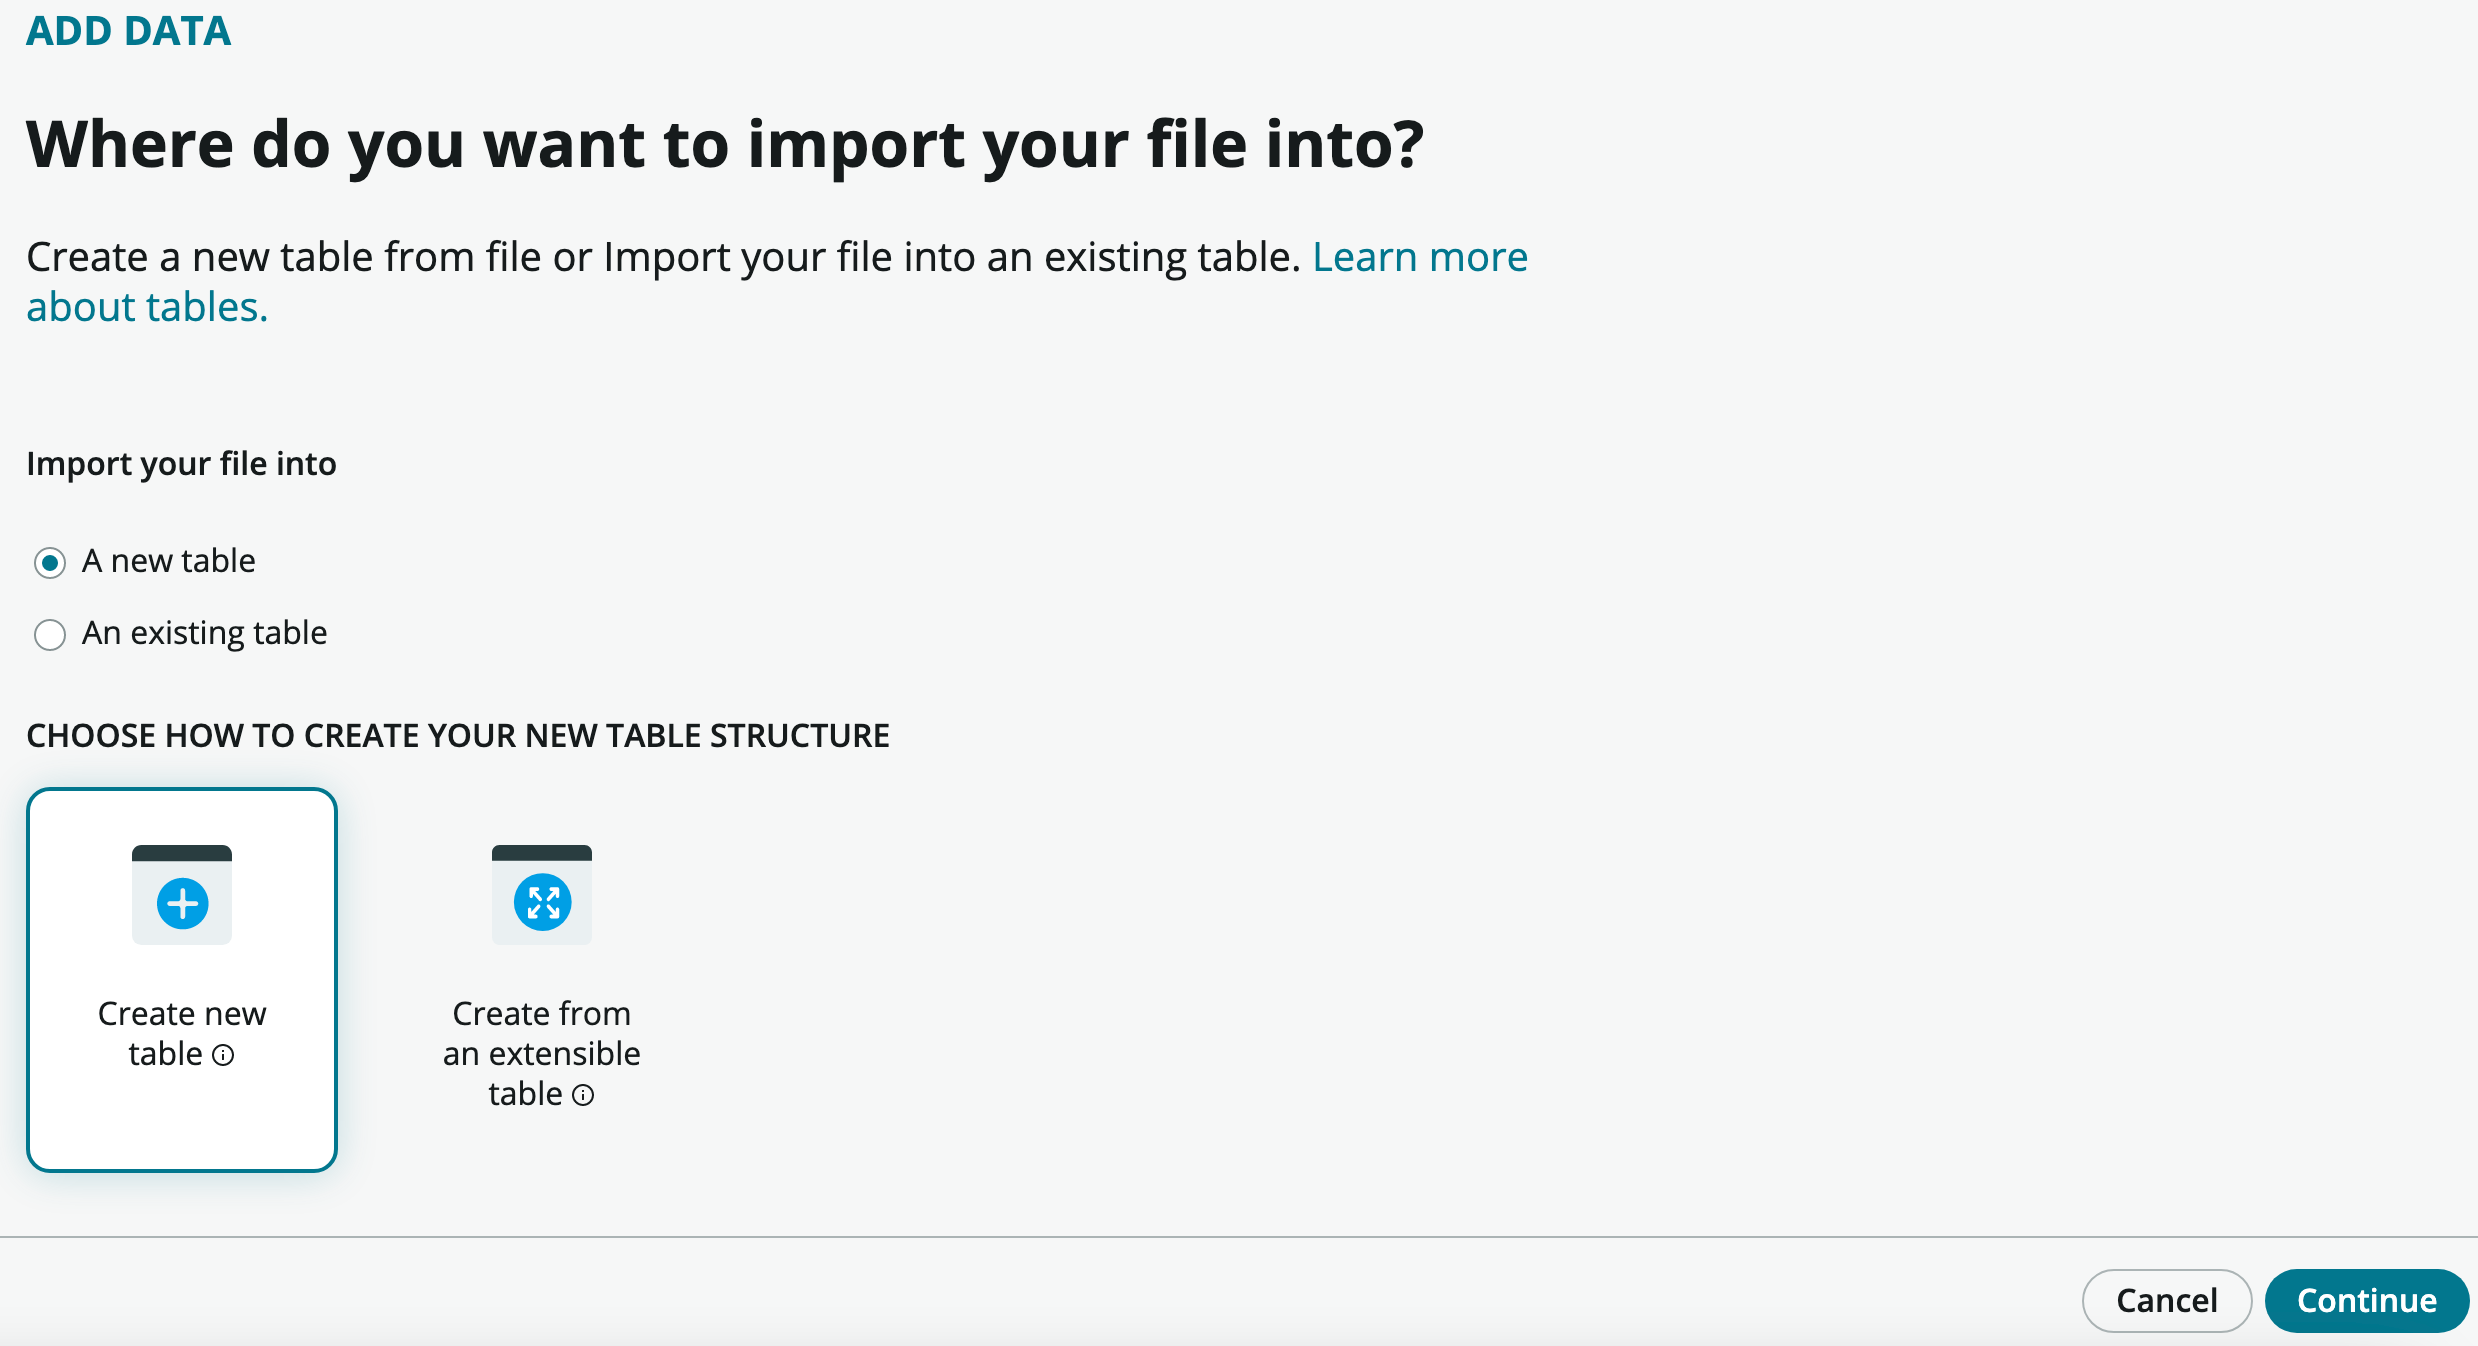 ADD DATA
Where do you want to import your file into?
Create a new table from file or Import your file into an existing table. Learn more
about tables.
Import your file into
A new table
An existing table
CHOOSE HOW TO CREATE YOUR NEW TABLE STRUCTURE
Create new
table
Create from
an extensible
table
Cancel
Continue